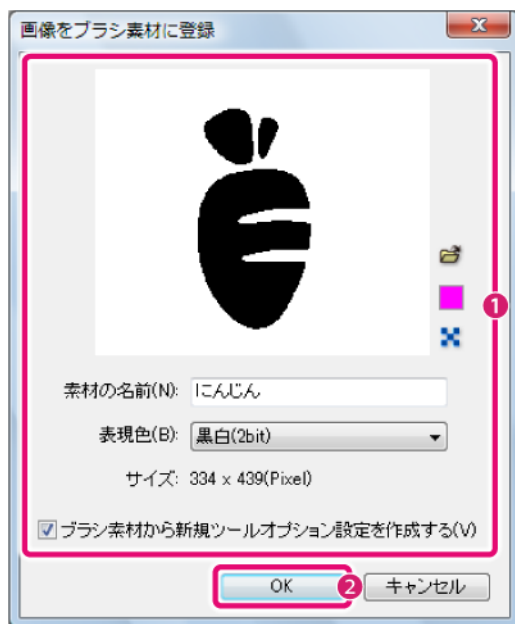 画像をブラシ素材に登録
1
素材の名前(N): にんじん
表現色(B): 黒白(2bit)
サイズ: 334 x 439(Pixel)
ブラシ素材から新規ツールオプション設定を作成する(V)
OK 2 キャンセル